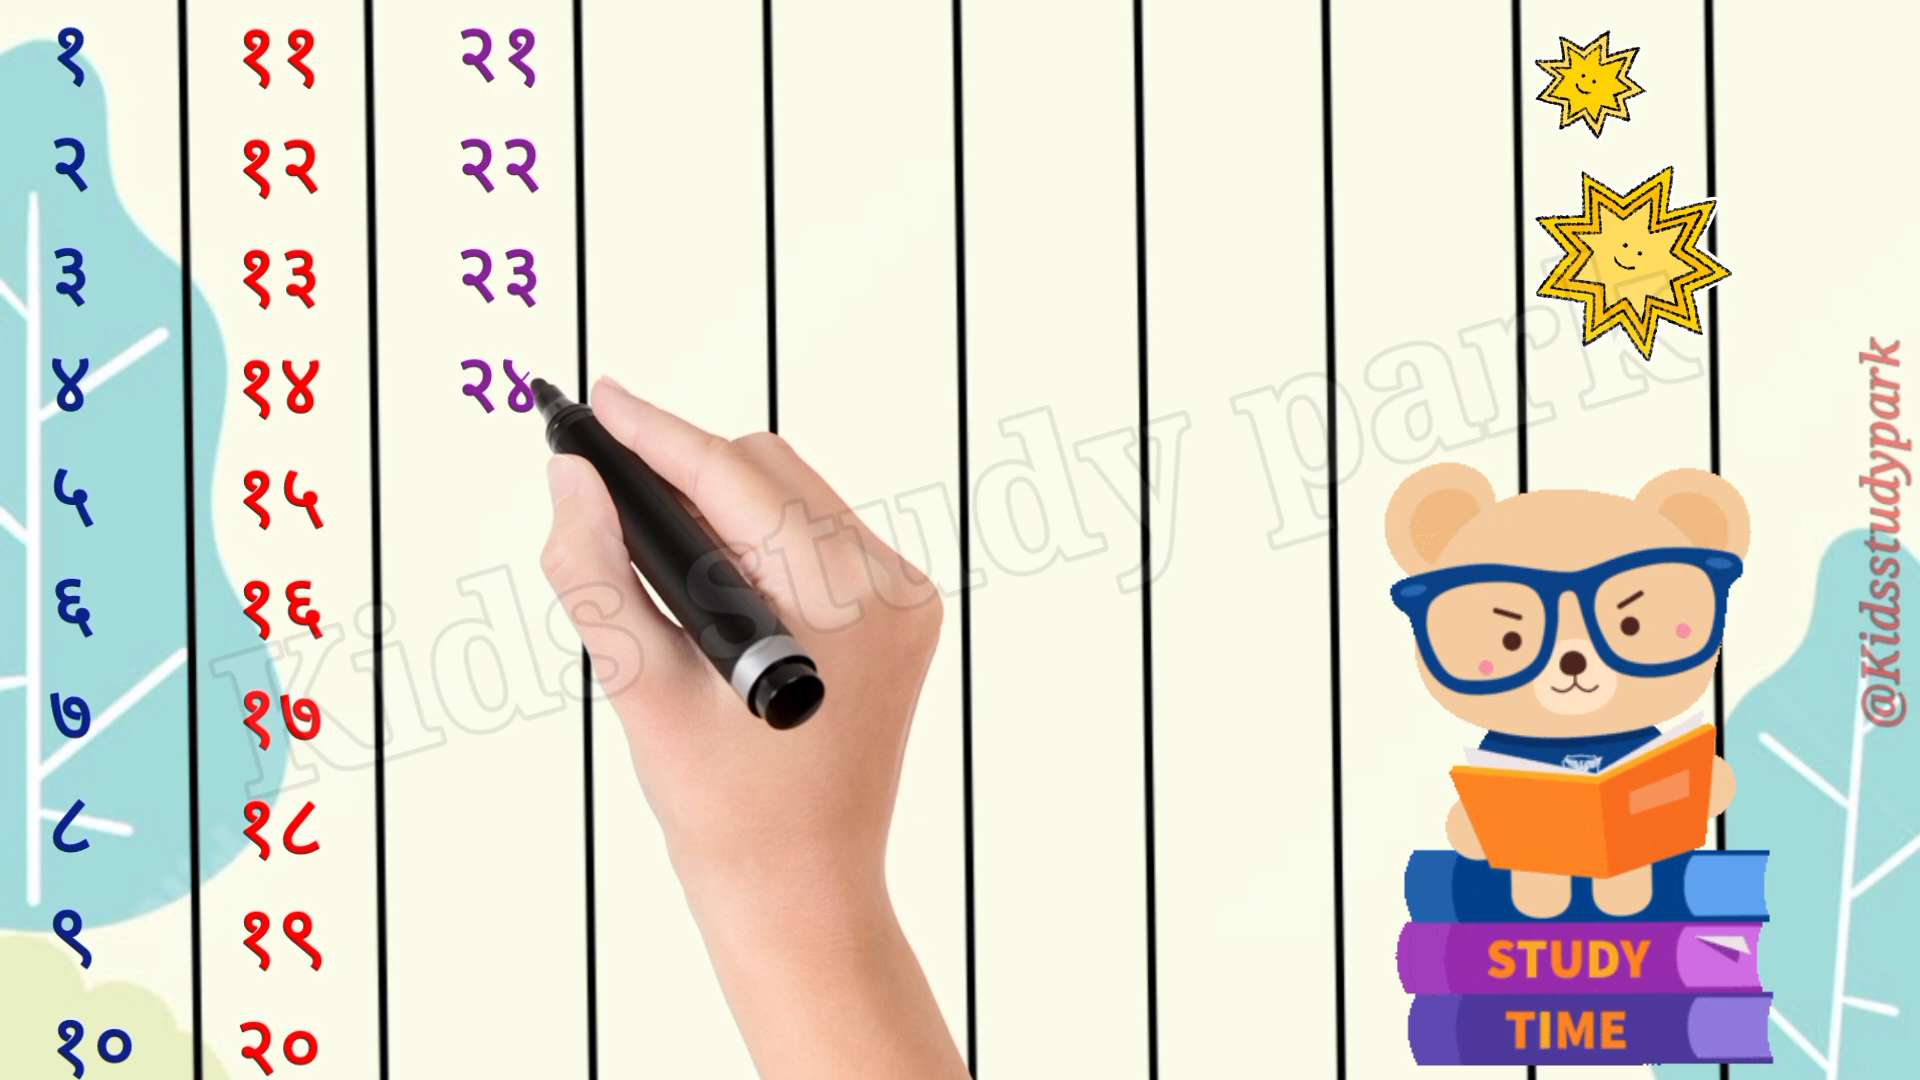 १ ११ २१
२ १२ २२
३ १३ २३
४ १४ २४
५ १५
६ १६
७ १७
८ १८
९ १९
१० २०
Kids study park
@Kidsstudypark
STUDY
TIME